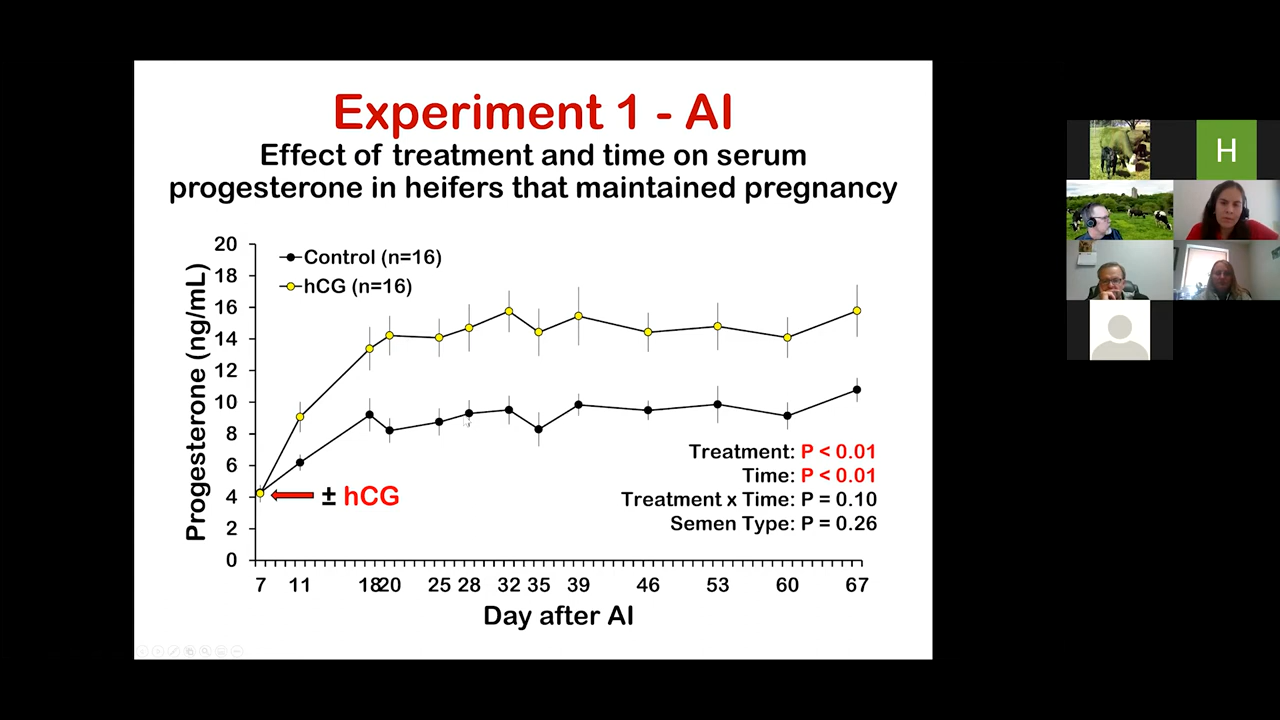 Experiment 1 - AI
Effect of treatment and time on serum
progesterone in heifers that maintained pregnancy
Control (n=16)
hCG (n=16)
Progesterone (ng/mL)
20
18
16
14
12
10
8
6
4
2
0
± hCG
Treatment: P < 0.01
Time: P < 0.01
Treatment x Time: P = 0.10
Semen Type: P = 0.26
7 11 18 20 25 28 32 35 39 46 53 60 67
Day after AI
H